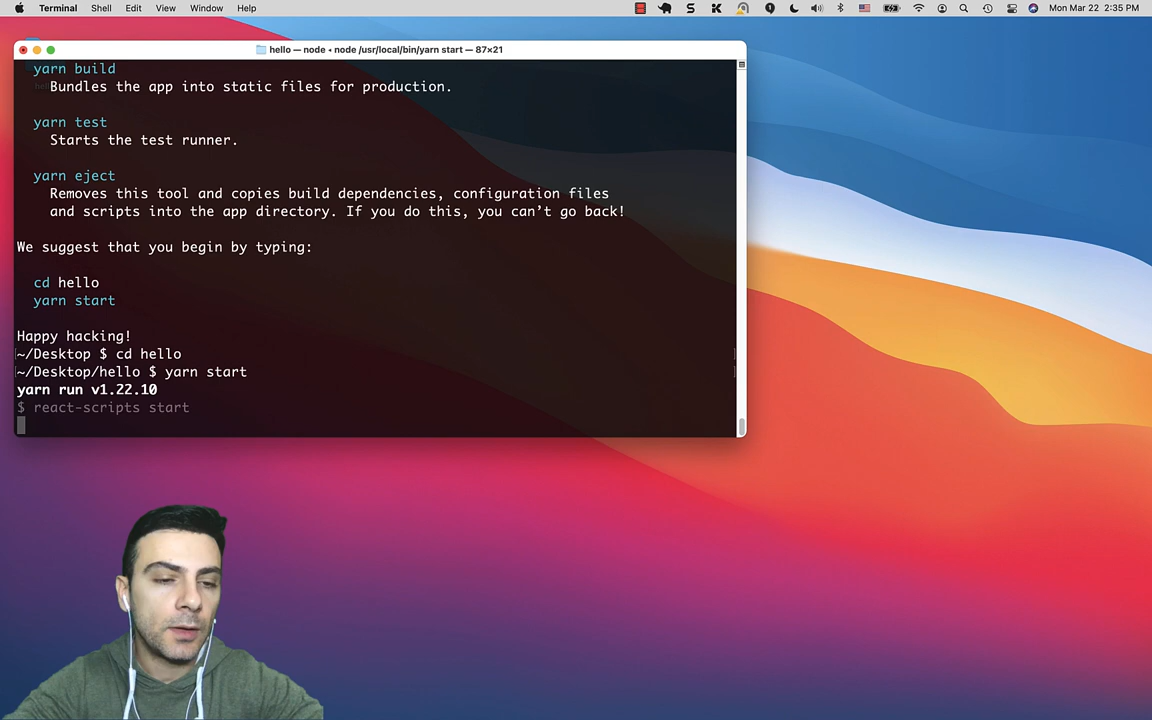 Terminal Shell Edit View Window Help Mon Mar 22 2:35 PM
hello — node • node /usr/local/bin/yarn start — 87×21
yarn build
Bundles the app into static files for production.
yarn test
Starts the test runner.
yarn eject
Removes this tool and copies build dependencies, configuration files
and scripts into the app directory. If you do this, you can’t go back!
We suggest that you begin by typing:
cd hello
yarn start
Happy hacking!
~/Desktop $ cd hello
~/Desktop/hello $ yarn start
yarn run v1.22.10
$ react-scripts start